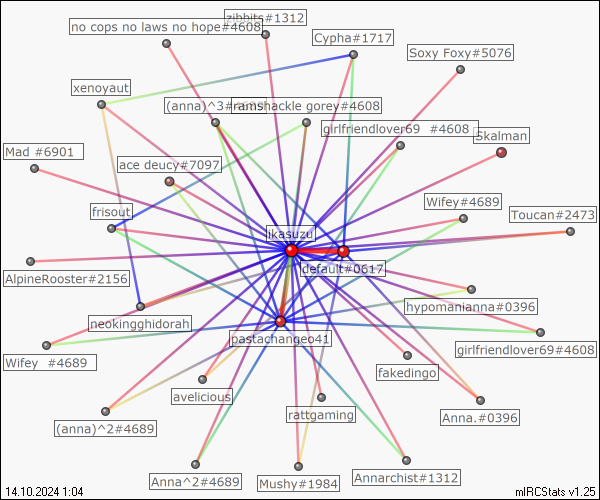 zibbits#1312
no cops no laws no hope#4608
Cypha#1717
Soxy Foxy#5076
xenoyaut
(anna)^3#4689
ramshackle gorey#4608
girlfriendlover69 #4608
Skalman
Mad #6901
ace deucy#7097
frisout
Wifey#4689
Toucan#2473
ikasuzu
default#0617
AlpineRooster#2156
hypomanianna#0396
neokingghidorah
pastachangeo41
girlfriendlover69#4608
Wifey #4689
fakedingo
avelicious
rattgaming
Anna.#0396
(anna)^2#4689
Anna^2#4689
Mushy#1984
Annarchist#1312
14.10.2024 1:04
mIRCStats v1.25